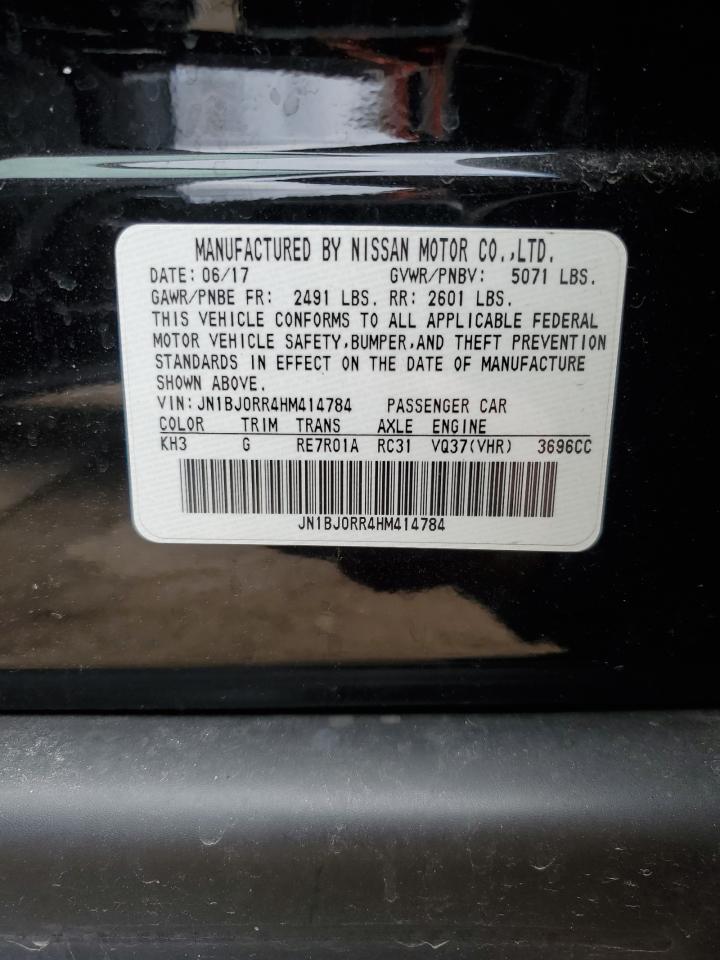 MANUFACTURED BY NISSAN MOTOR CO.,LTD.
DATE: 06/17 GVWR/PNBV: 5071 LBS.
GAWR/PNBE FR: 2491 LBS. RR: 2601 LBS.
THIS VEHICLE CONFORMS TO ALL APPLICABLE FEDERAL
MOTOR VEHICLE SAFETY,BUMPER,AND THEFT PREVENTION
STANDARDS IN EFFECT ON THE DATE OF MANUFACTURE
SHOWN ABOVE.
VIN: JN1BJ0RR4HM414784 PASSENGER CAR
COLOR TRIM TRANS AXLE ENGINE
KH3 G RE7R01A RC31 VQ37(VHR) 3696CC
JN1BJ0RR4HM414784